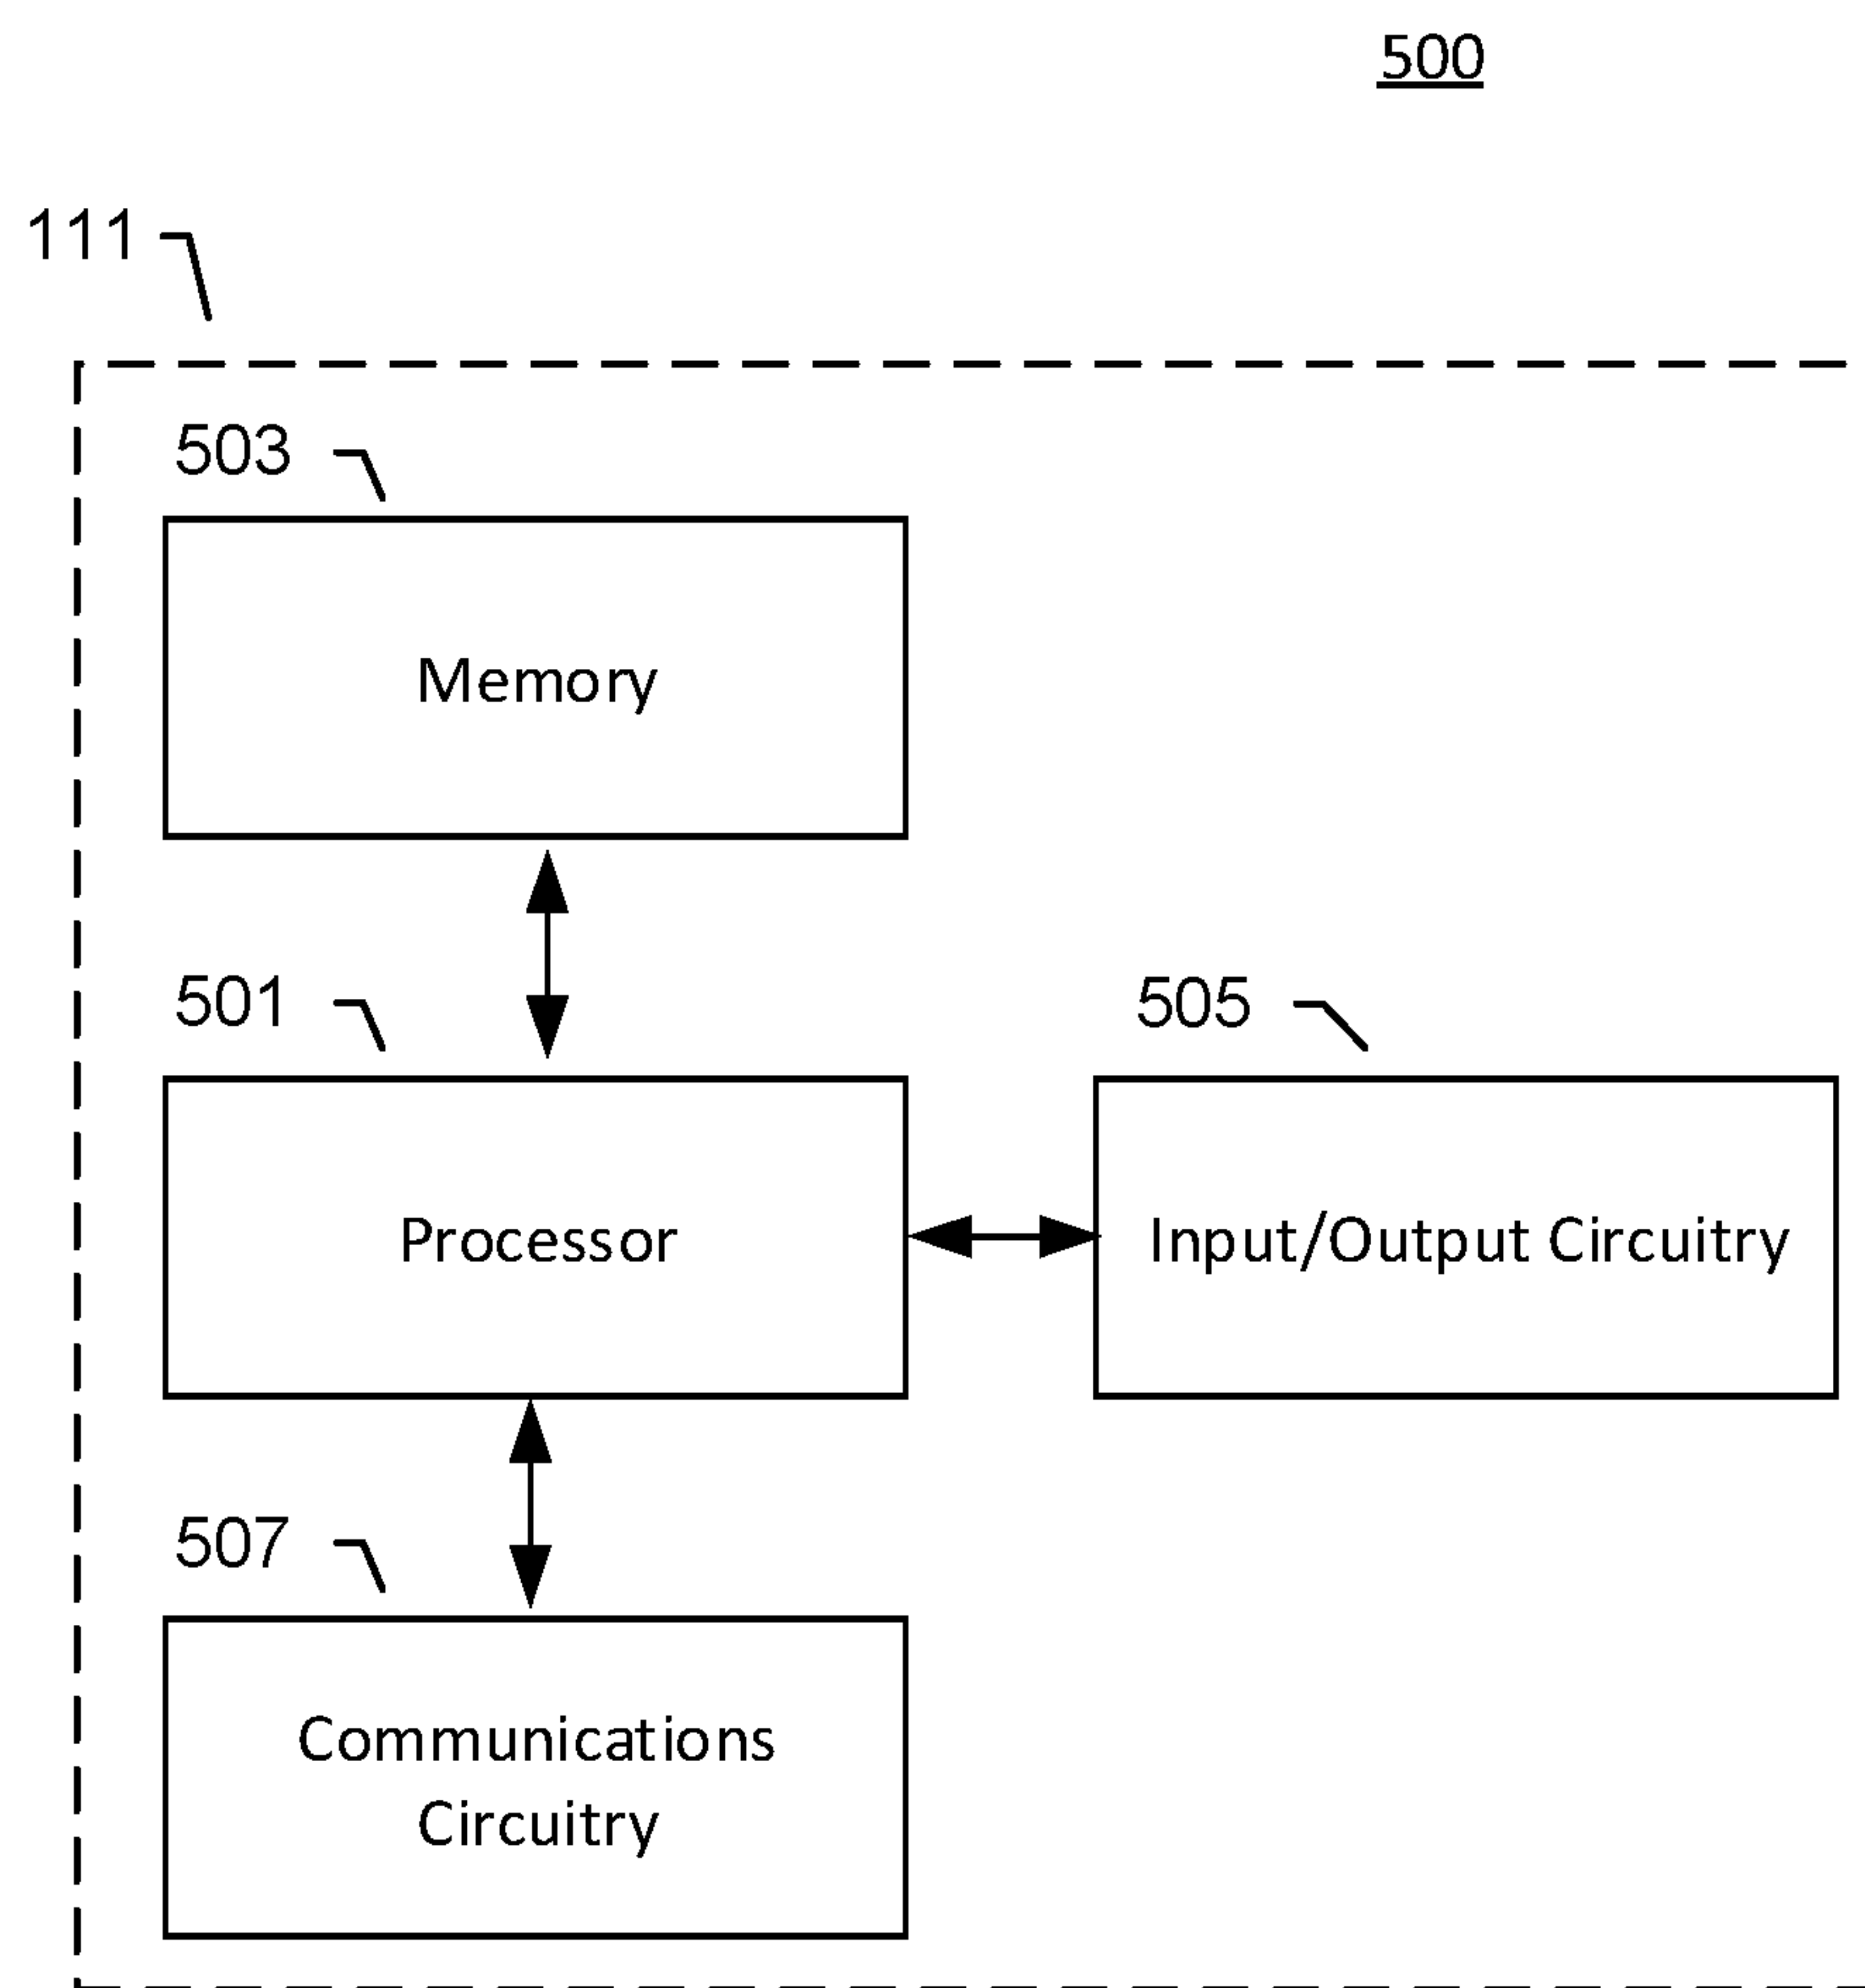 500
111
503
Memory
501
505
Processor
Input/Output Circuitry
507
Communications
Circuitry